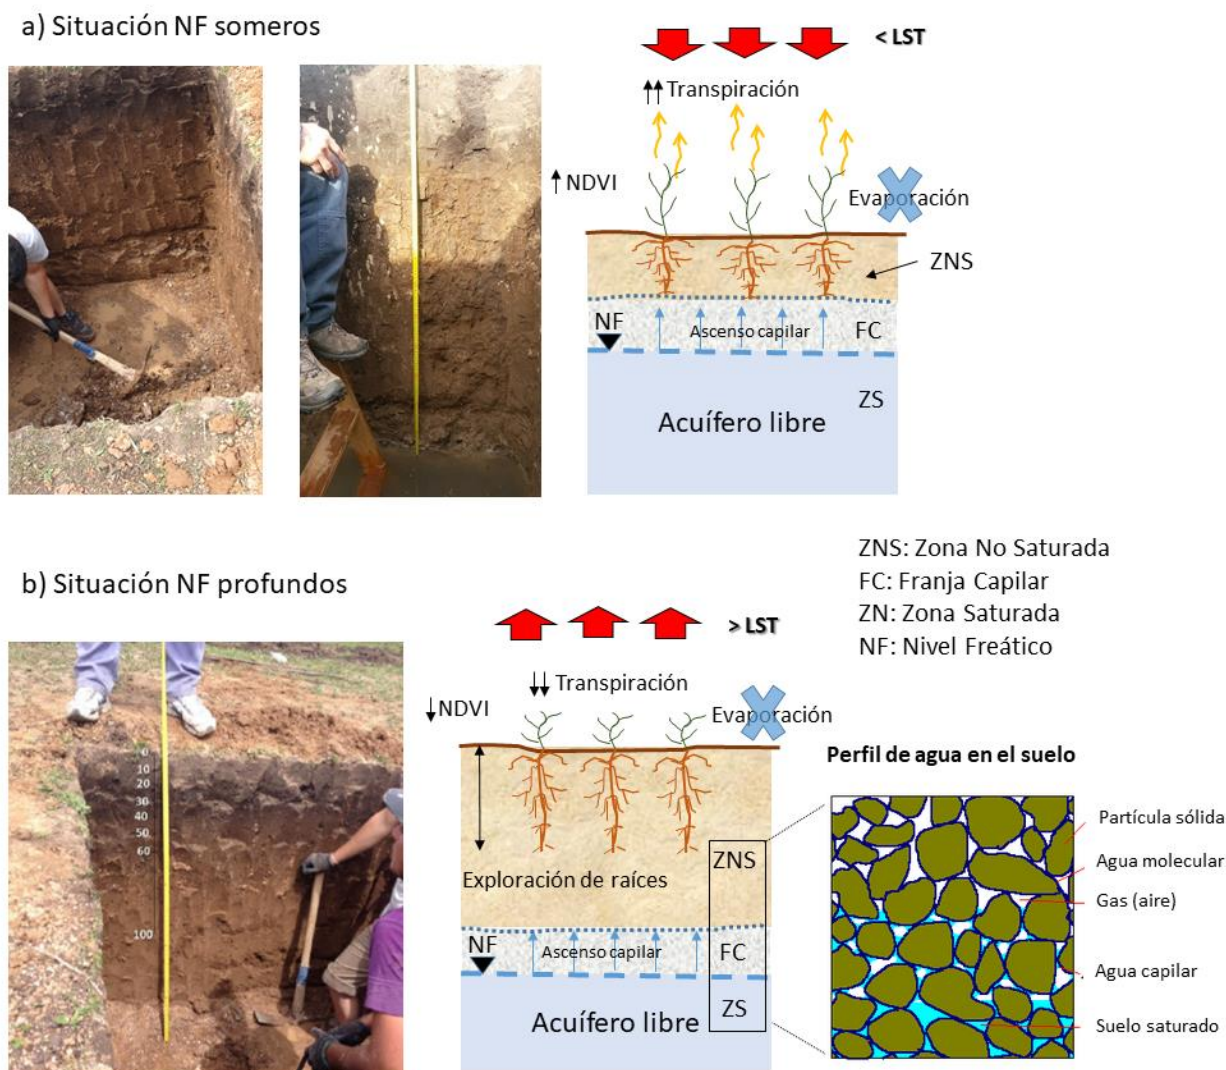 a) Situación NF someros
< LST
Transpiración
NDVI
Evaporación
ZNS
NF
Ascenso capilar
FC
ZS
Acuífero libre
ZNS: Zona No Saturada
FC: Franja Capilar
ZN: Zona Saturada
NF: Nivel Freático
b) Situación NF profundos
> LST
Transpiración
NDVI
Evaporación
0
10
20
30
40
50
60
100
Exploración de raíces
ZNS
NF
Ascenso capilar
FC
Acuífero libre
ZS
Perfil de agua en el suelo
Partícula sólida
Agua molecular
Gas (aire)
Agua capilar
Suelo saturado